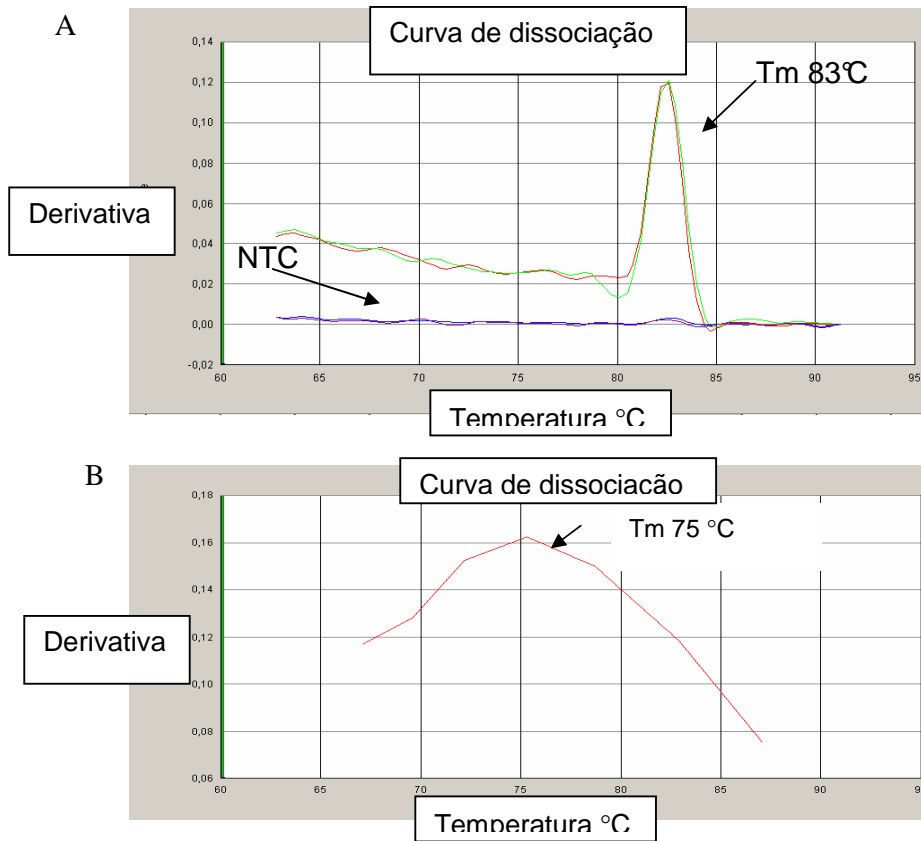 A
Curva de dissociação
0,14
0,12
0,10
0,08
0,06
0,04
0,02
0,00
-0,02
Derivativa
Tm 83°C
NTC
60
65
70
75
80
85
90
95
Temperatura °C
B
Curva de dissociacão
0,18
0,16
0,14
0,12
0,10
0,08
0,06
Derivativa
Tm 75 °C
60
65
70
75
80
85
90
Temperatura °C